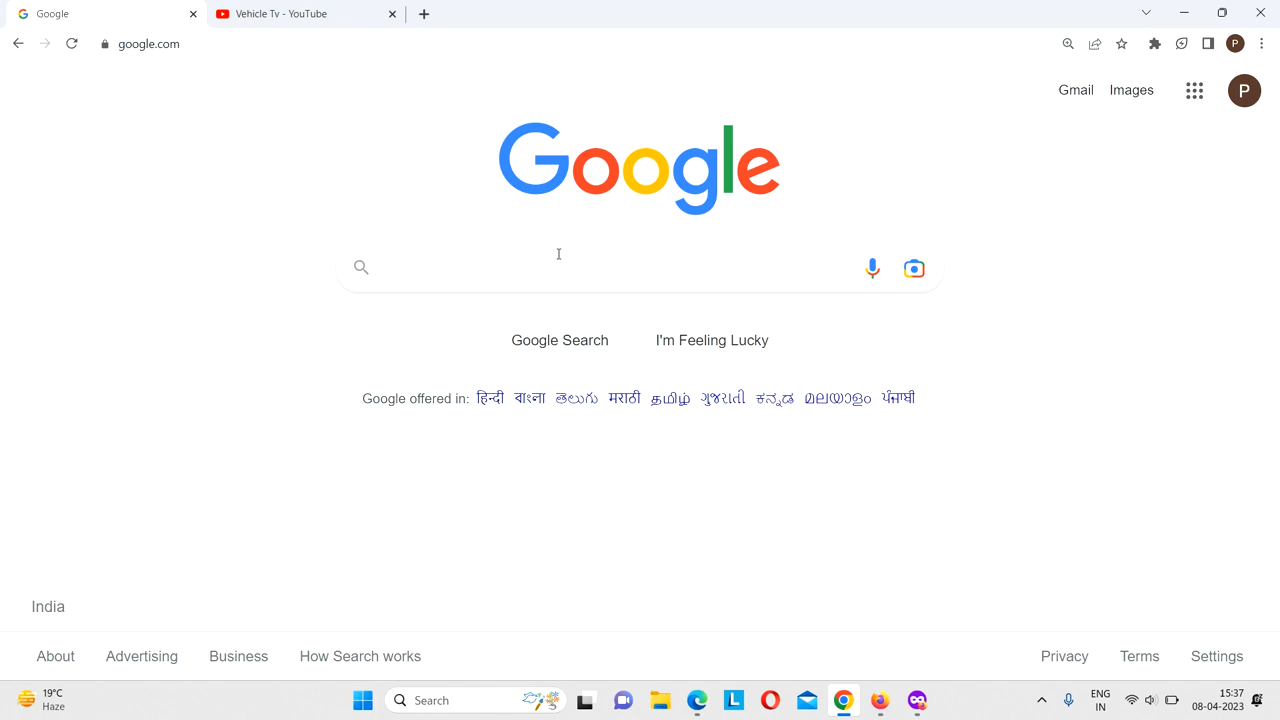 Google
Vehicle Tv - YouTube
google.com
P
Gmail Images
P
Google
Google Search I'm Feeling Lucky
Google offered in: हिन्दी বাংলা తెలుగు मराठी தமிழ் ગુજરાતી ಕನ್ನಡ മലയാളം ਪੰਜਾਬੀ
India
About Advertising Business How Search works Privacy Terms Settings
19°C
Haze
Search
L
ENG
IN
15:37
08-04-2023